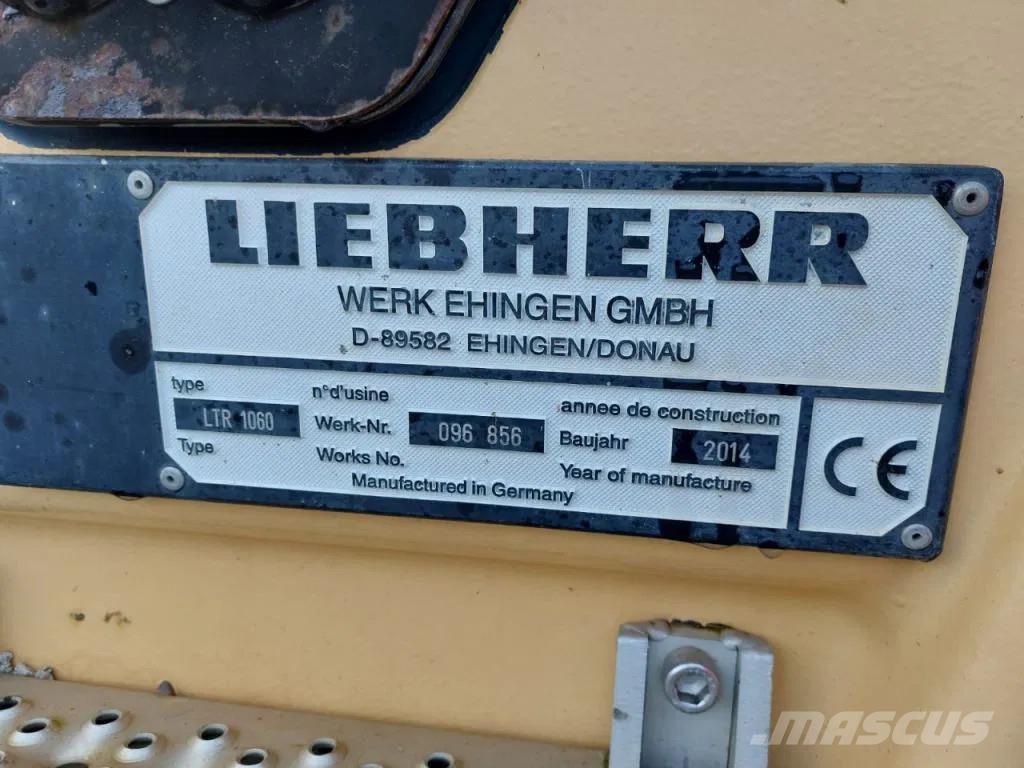 LIEBHERR
WERK EHINGEN GMBH
D-89582 EHINGEN/DONAU
type
LTR 1060
Type
n°d'usine
Werk-Nr. 096 856
Works No.
annee de construction
Baujahr 2014
Year of manufacture
Manufactured in Germany
CE
MASCUS